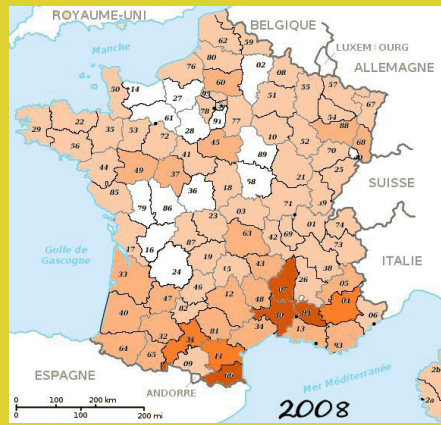 ROYAUME-UNI
BELGIQUE
LUXEM OURG
ALLEMAGNE
Manche
SUISSE
ITALIE
Golfe de
Gascogne
ESPAGNE
ANDORRE
Mer Méditerranée
62 59
80
76 60 02 08
50 14 27 95 51 55 57 67
61 78 91 77 54 88 68
29 22 35 53 72 28 10 52 70
56 45 89 21 25
44 49 37 41 18 58
85 79 86 36 03 71 39
17 16 87 23 63 42 69 01 74 73
24 19 15 43 38
33 47 46 12 48 07 26 05
40 82 30 84 04 06
64 32 31 81 34 13 83
65 09 11 66
2b
2a
0 100 200 km
0 100 200 mi
2008